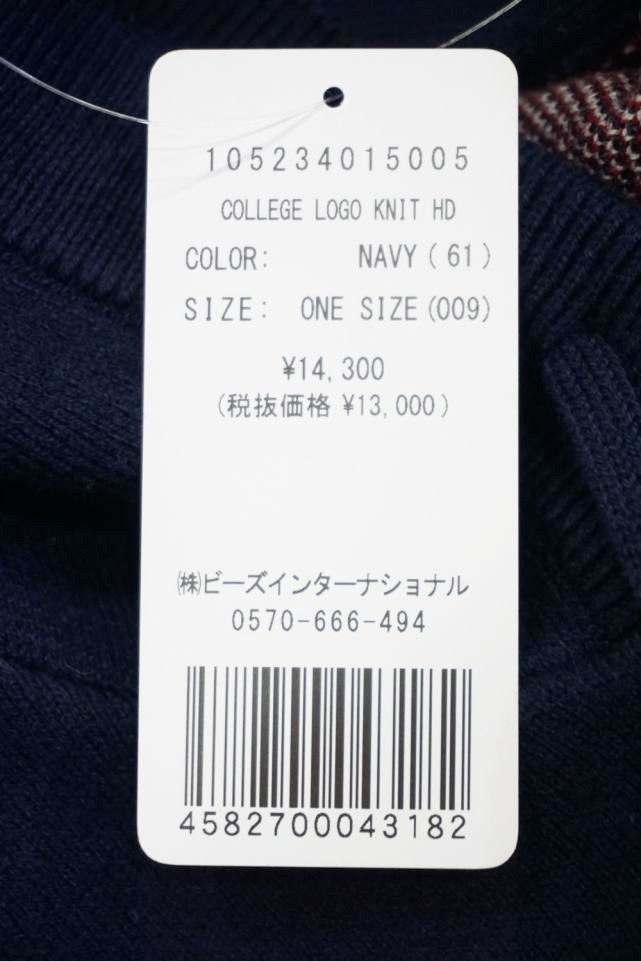 105234015005
COLLEGE LOGO KNIT HD
COLOR: NAVY (61)
SIZE: ONE SIZE (009)
¥14,300
(税抜価格 ¥13,000)
㈱ビーズインターナショナル
0570-666-494
4582700043182